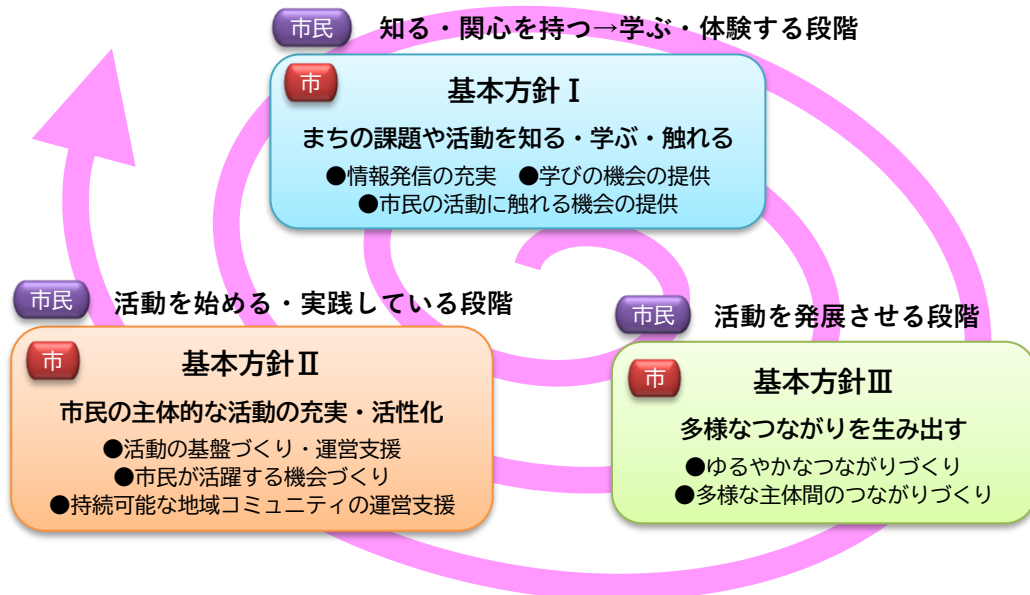 市民 知る・関心を持つ→学ぶ・体験する段階
市 基本方針Ⅰ
まちの課題や活動を知る・学ぶ・触れる
●情報発信の充実 ●学びの機会の提供
●市民の活動に触れる機会の提供
市民 活動を始める・実践している段階
市 基本方針Ⅱ
市民の主体的な活動の充実・活性化
●活動の基盤づくり・運営支援
●市民が活躍する機会づくり
●持続可能な地域コミュニティの運営支援
市民 活動を発展させる段階
市 基本方針Ⅲ
多様なつながりを生み出す
●ゆるやかなつながりづくり
●多様な主体間のつながりづくり